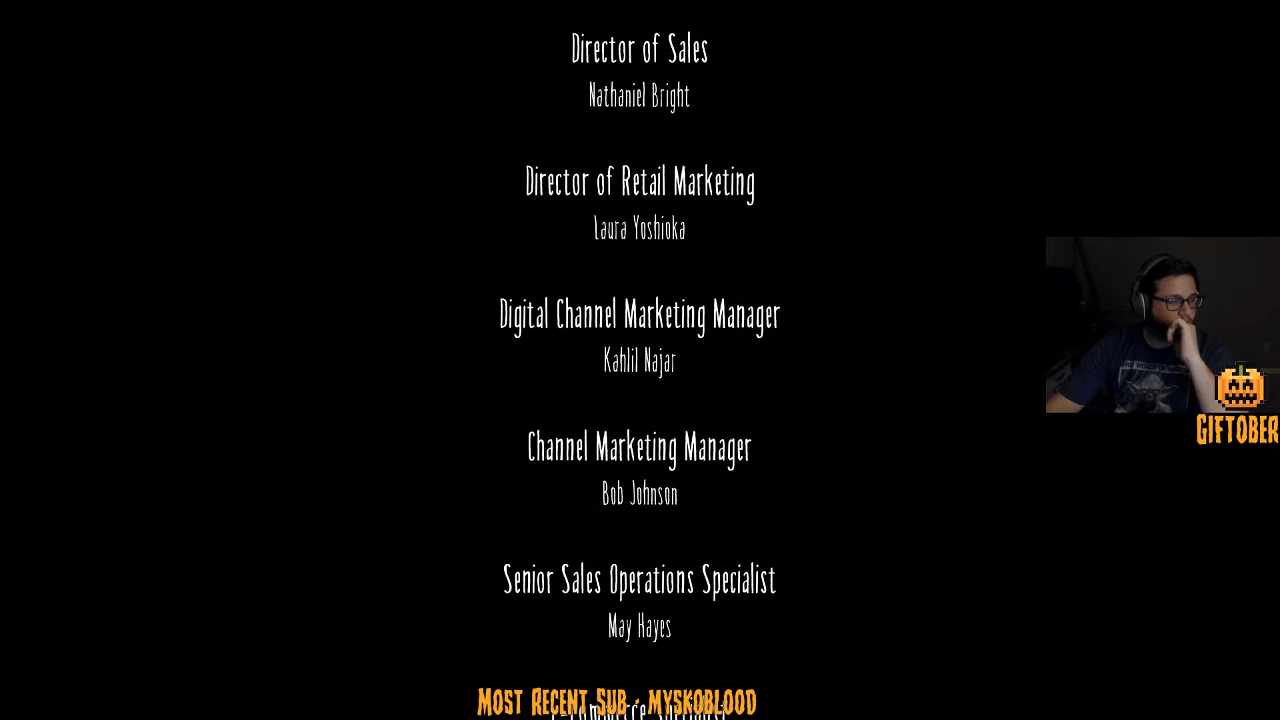 Director of Sales
Nathaniel Bright
Director of Retail Marketing
Laura Yoshioka
Digital Channel Marketing Manager
Kahlil Najar
Channel Marketing Manager
Bob Johnson
Giftober
Senior Sales Operations Specialist
May Hayes
Most Recent Sub - myskoblood